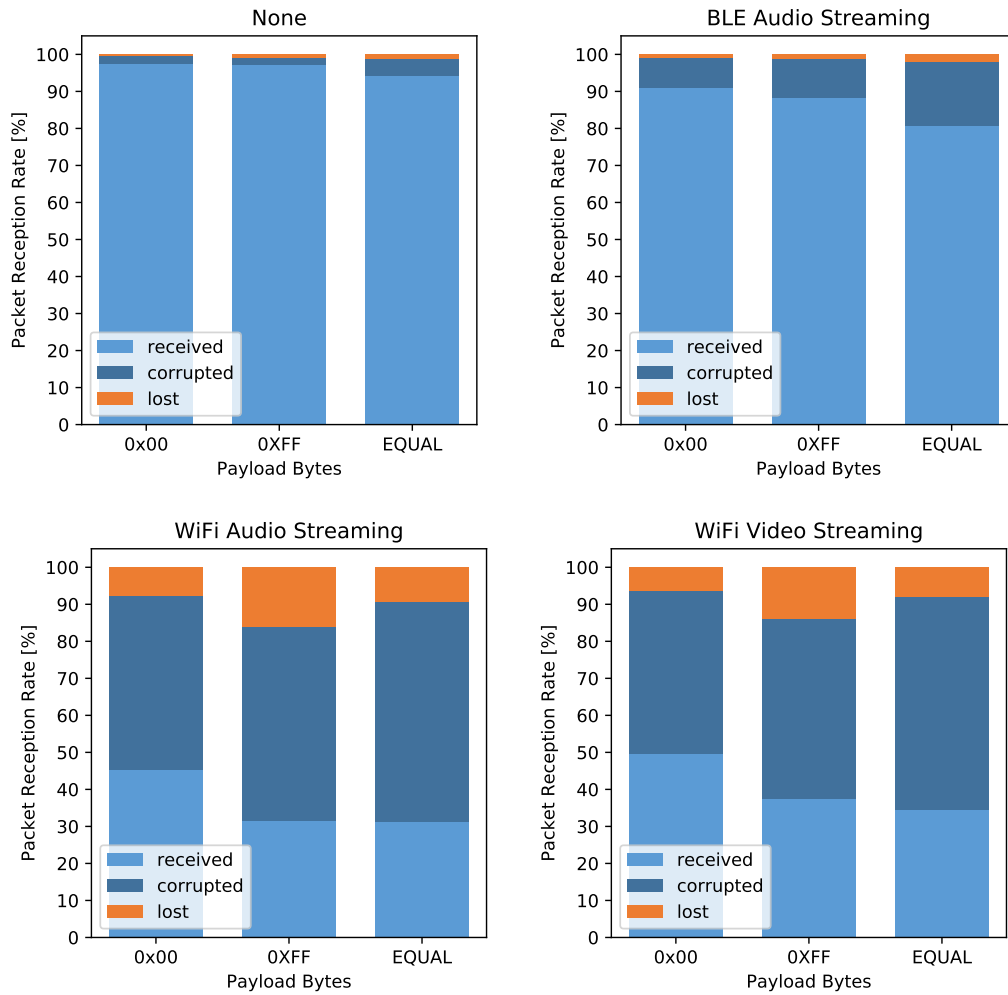 None
Packet Reception Rate [%]
100
90
80
70
60
50
40
30
20
10
0
received
corrupted
lost
0x00 0XFF EQUAL
Payload Bytes
BLE Audio Streaming
Packet Reception Rate [%]
100
90
80
70
60
50
40
30
20
10
0
received
corrupted
lost
0x00 0XFF EQUAL
Payload Bytes
WiFi Audio Streaming
Packet Reception Rate [%]
100
90
80
70
60
50
40
30
20
10
0
received
corrupted
lost
0x00 0XFF EQUAL
Payload Bytes
WiFi Video Streaming
Packet Reception Rate [%]
100
90
80
70
60
50
40
30
20
10
0
received
corrupted
lost
0x00 0XFF EQUAL
Payload Bytes